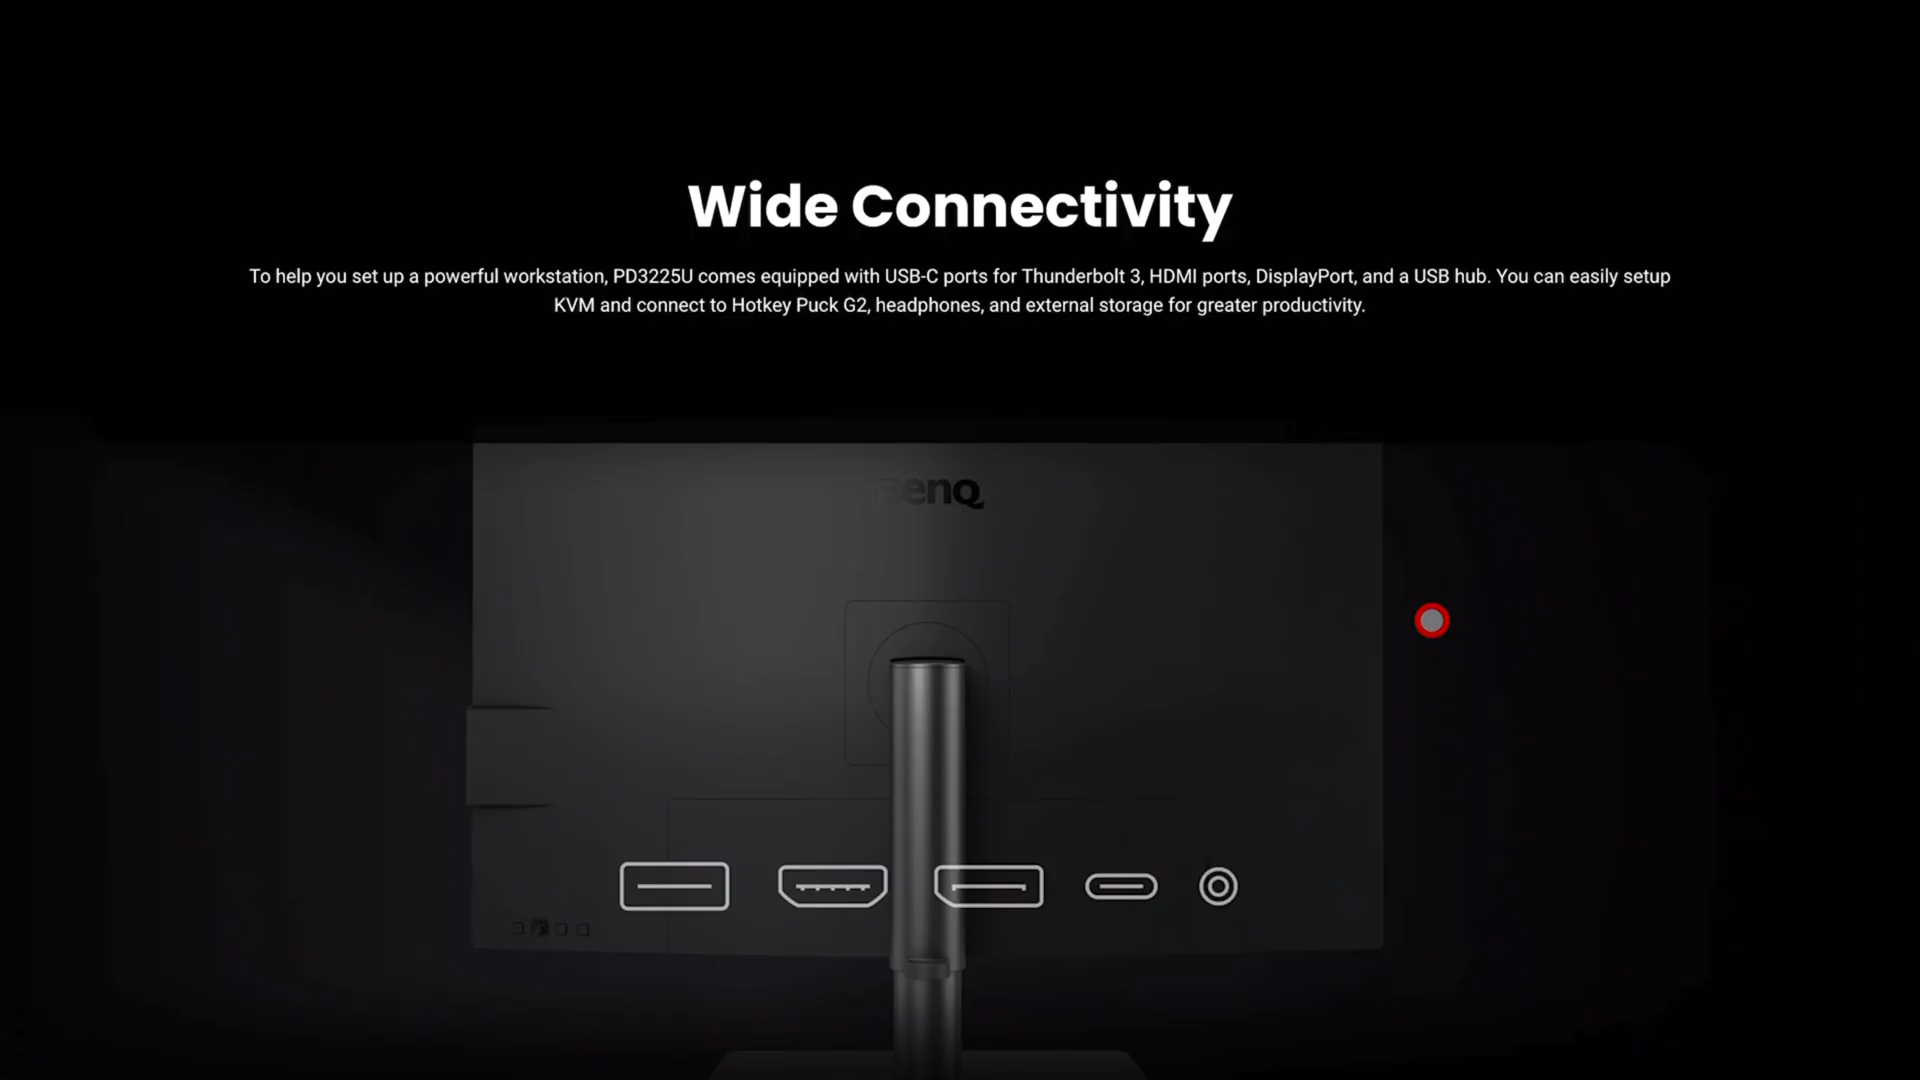 Wide Connectivity
To help you set up a powerful workstation, PD3225U comes equipped with USB-C ports for Thunderbolt 3, HDMI ports, DisplayPort, and a USB hub. You can easily setup
KVM and connect to Hotkey Puck G2, headphones, and external storage for greater productivity.
BenQ